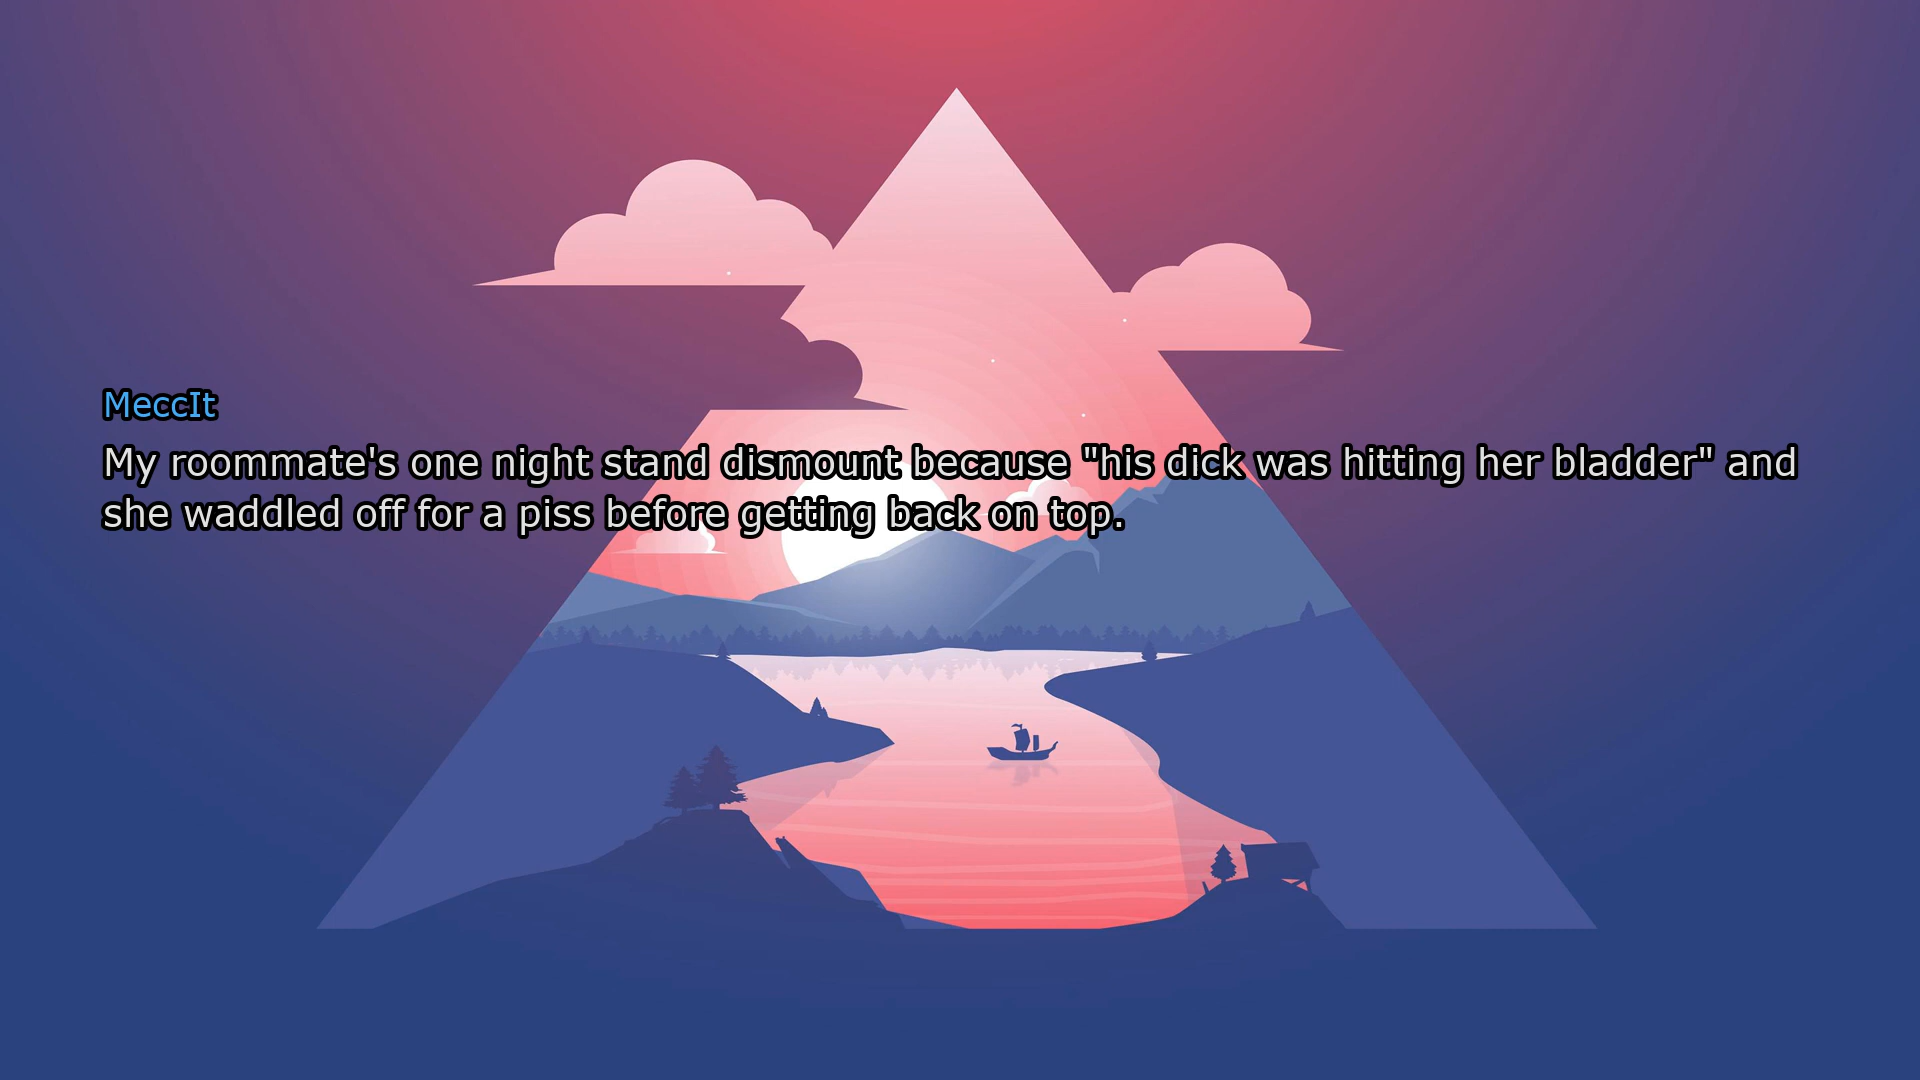 MeccIt
My roommate's one night stand dismount because "his dick was hitting her bladder" and
she waddled off for a piss before getting back on top.